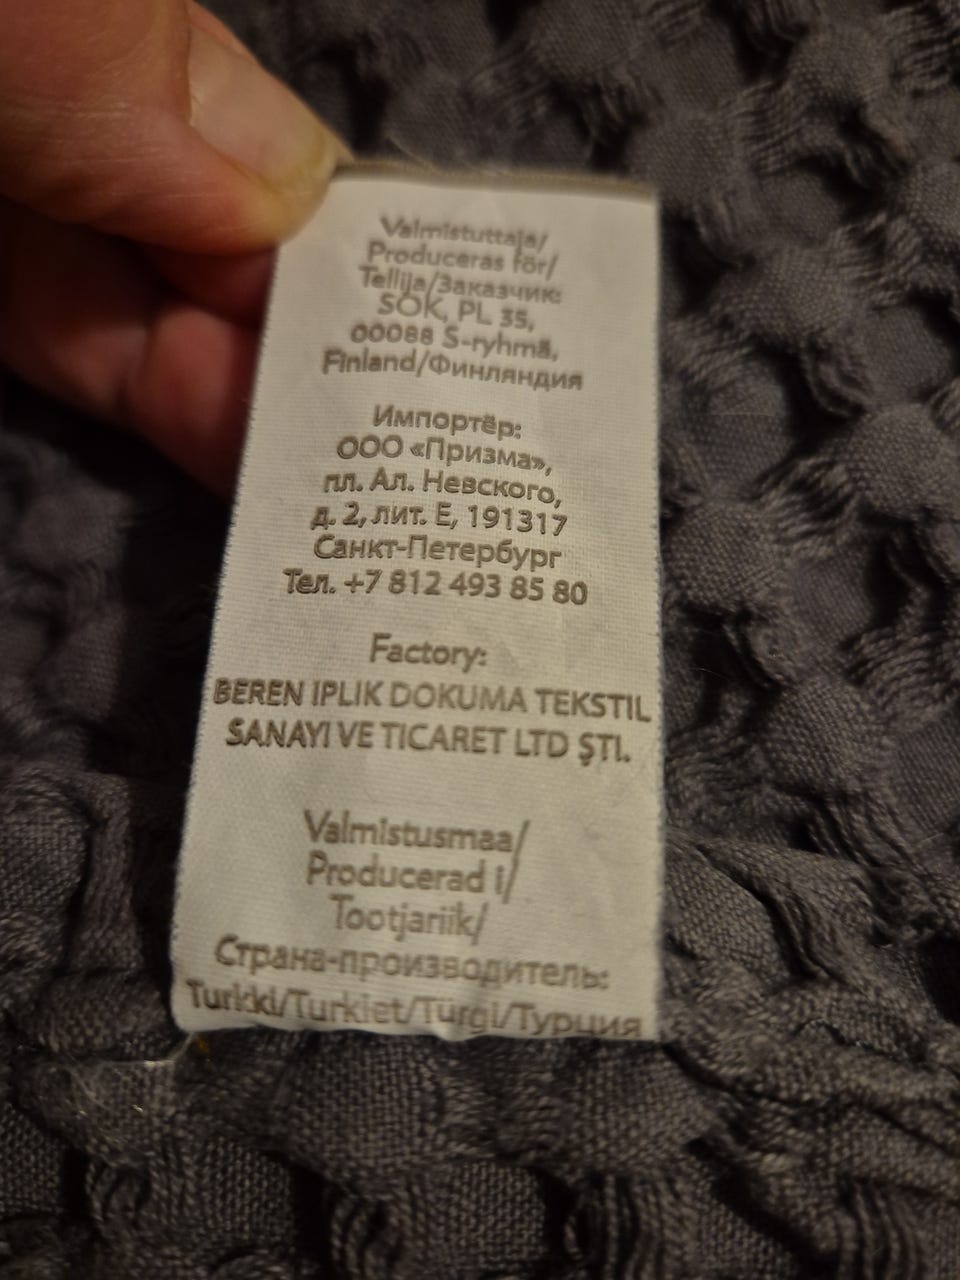 Valmistuttaja/
Produceras för/
Tellija/Заказчик:
SOK, PL 35,
00088 S-ryhmä,
Finland/Финляндия
Импортёр:
ООО «Призма»,
пл. Ал. Невского,
д. 2, лит. Е, 191317
Санкт-Петербург
Тел. +7 812 493 85 80
Factory:
BEREN IPLIK DOKUMA TEKSTIL
SANAYI VE TICARET LTD ŞTI.
Valmistusmaa/
Producerad i/
Tootjariik/
Страна-производитель:
Turkki/Turkiet/Türgi/Турция